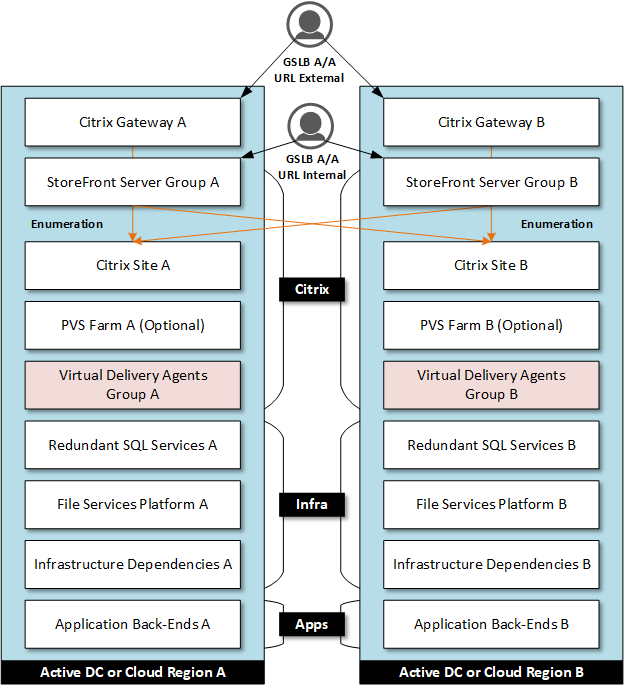 GSLB A/A
URL External
Citrix Gateway A
Citrix Gateway B
GSLB A/A
URL Internal
StoreFront Server Group A
StoreFront Server Group B
Enumeration
Enumeration
Citrix Site A
Citrix Site B
Citrix
PVS Farm A (Optional)
PVS Farm B (Optional)
Virtual Delivery Agents
Group A
Virtual Delivery Agents
Group B
Redundant SQL Services A
Redundant SQL Services B
File Services Platform A
Infra
File Services Platform B
Infrastructure Dependencies A
Infrastructure Dependencies B
Application Back-Ends A
Apps
Application Back-Ends B
Active DC or Cloud Region A
Active DC or Cloud Region B